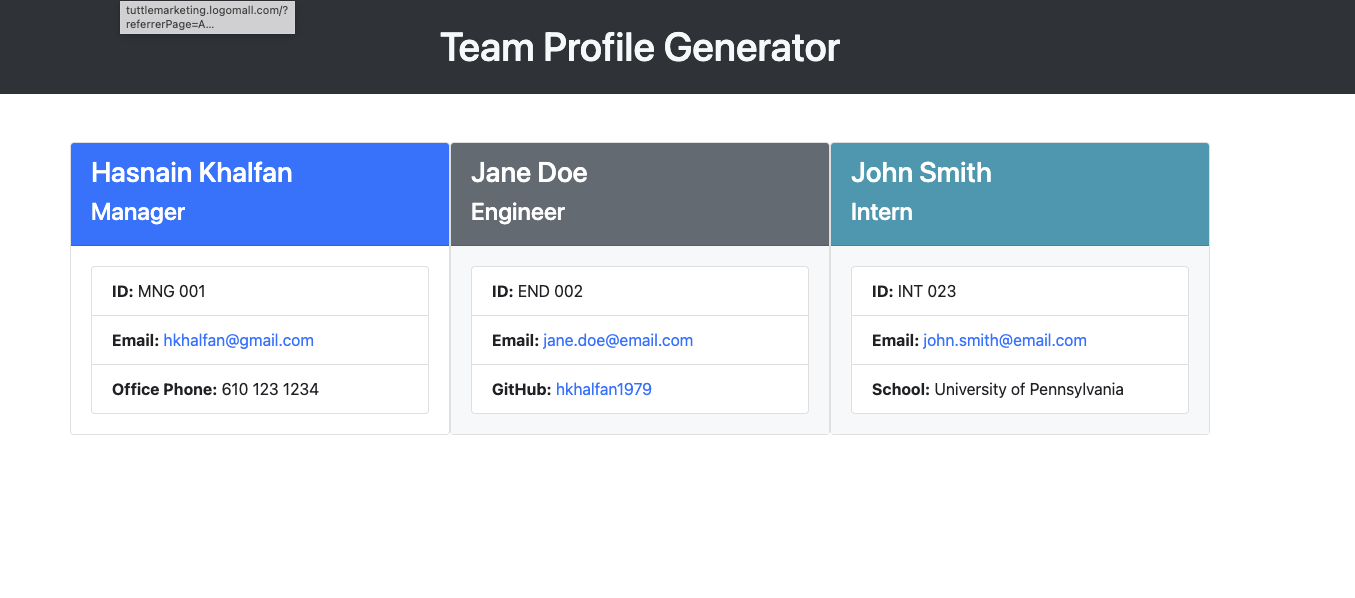 tuttlemarketing.logomall.com/?
referrerPage=A...
Team Profile Generator
Hasnain Khalfan
Manager
ID: MNG 001
Email: hkhalfan@gmail.com
Office Phone: 610 123 1234
Jane Doe
Engineer
ID: END 002
Email: jane.doe@email.com
GitHub: hkhalfan1979
John Smith
Intern
ID: INT 023
Email: john.smith@email.com
School: University of Pennsylvania